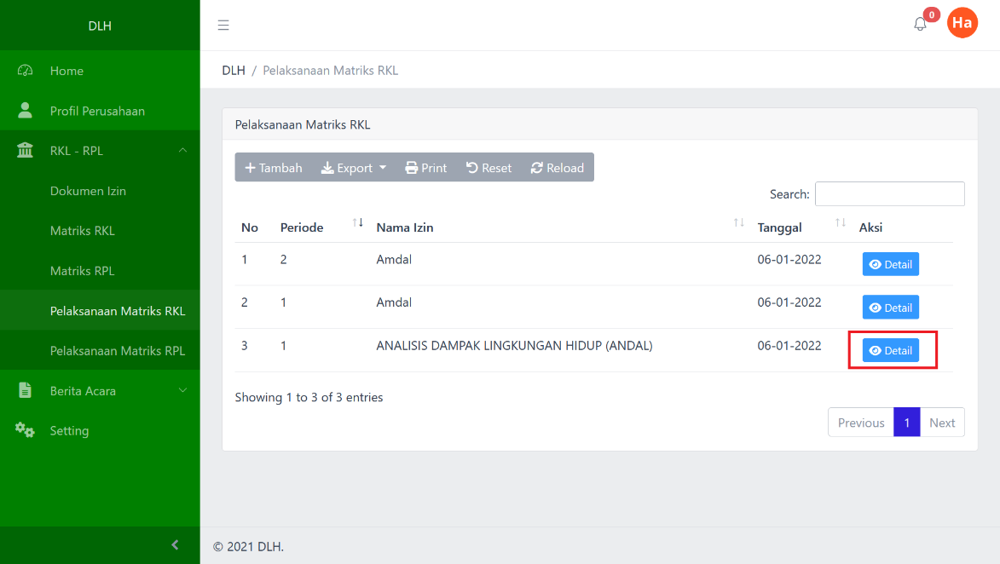 DLH
0
Ha
Home
DLH / Pelaksanaan Matriks RKL
Profil Perusahaan
Pelaksanaan Matriks RKL
RKL - RPL
Tambah Export Print Reset Reload
Dokumen Izin
Search:
Matriks RKL
No Periode Nama Izin Tanggal Aksi
Matriks RPL
1 2 Amdal 06-01-2022 Detail
Pelaksanaan Matriks RKL
2 1 Amdal 06-01-2022 Detail
Pelaksanaan Matriks RPL
3 1 ANALISIS DAMPAK LINGKUNGAN HIDUP (ANDAL) 06-01-2022 Detail
Berita Acara
Showing 1 to 3 of 3 entries
Previous 1 Next
Setting
© 2021 DLH.